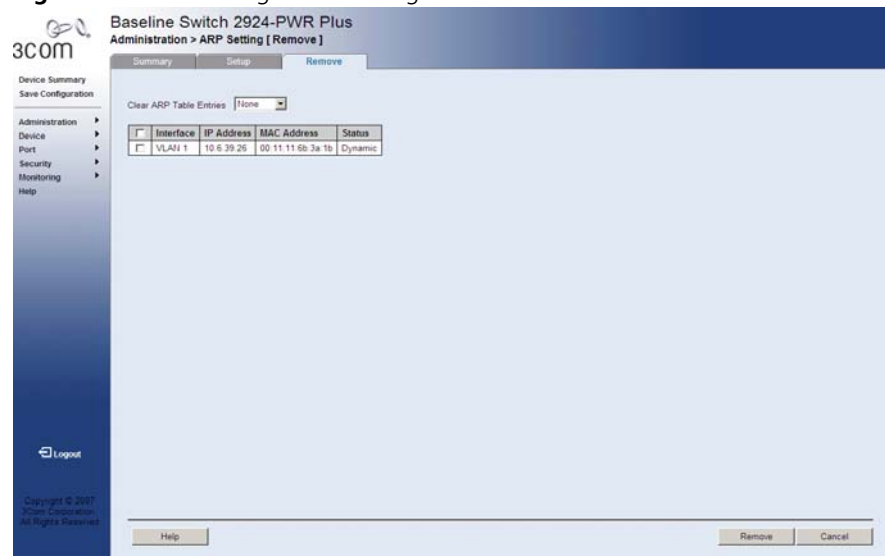 3COM
Baseline Switch 2924-PWR Plus
Administration > ARP Setting [ Remove ]
Summary Setup Remove
Device Summary
Save Configuration
Administration
Device
Port
Security
Monitoring
Help
Clear ARP Table Entries None
Interface IP Address MAC Address Status
VLAN 1 10.6.39.26 00:11:11:6b:3a:1b Dynamic
Logout
Copyright © 2007
3Com Corporation
All Rights Reserved
Help Remove Cancel